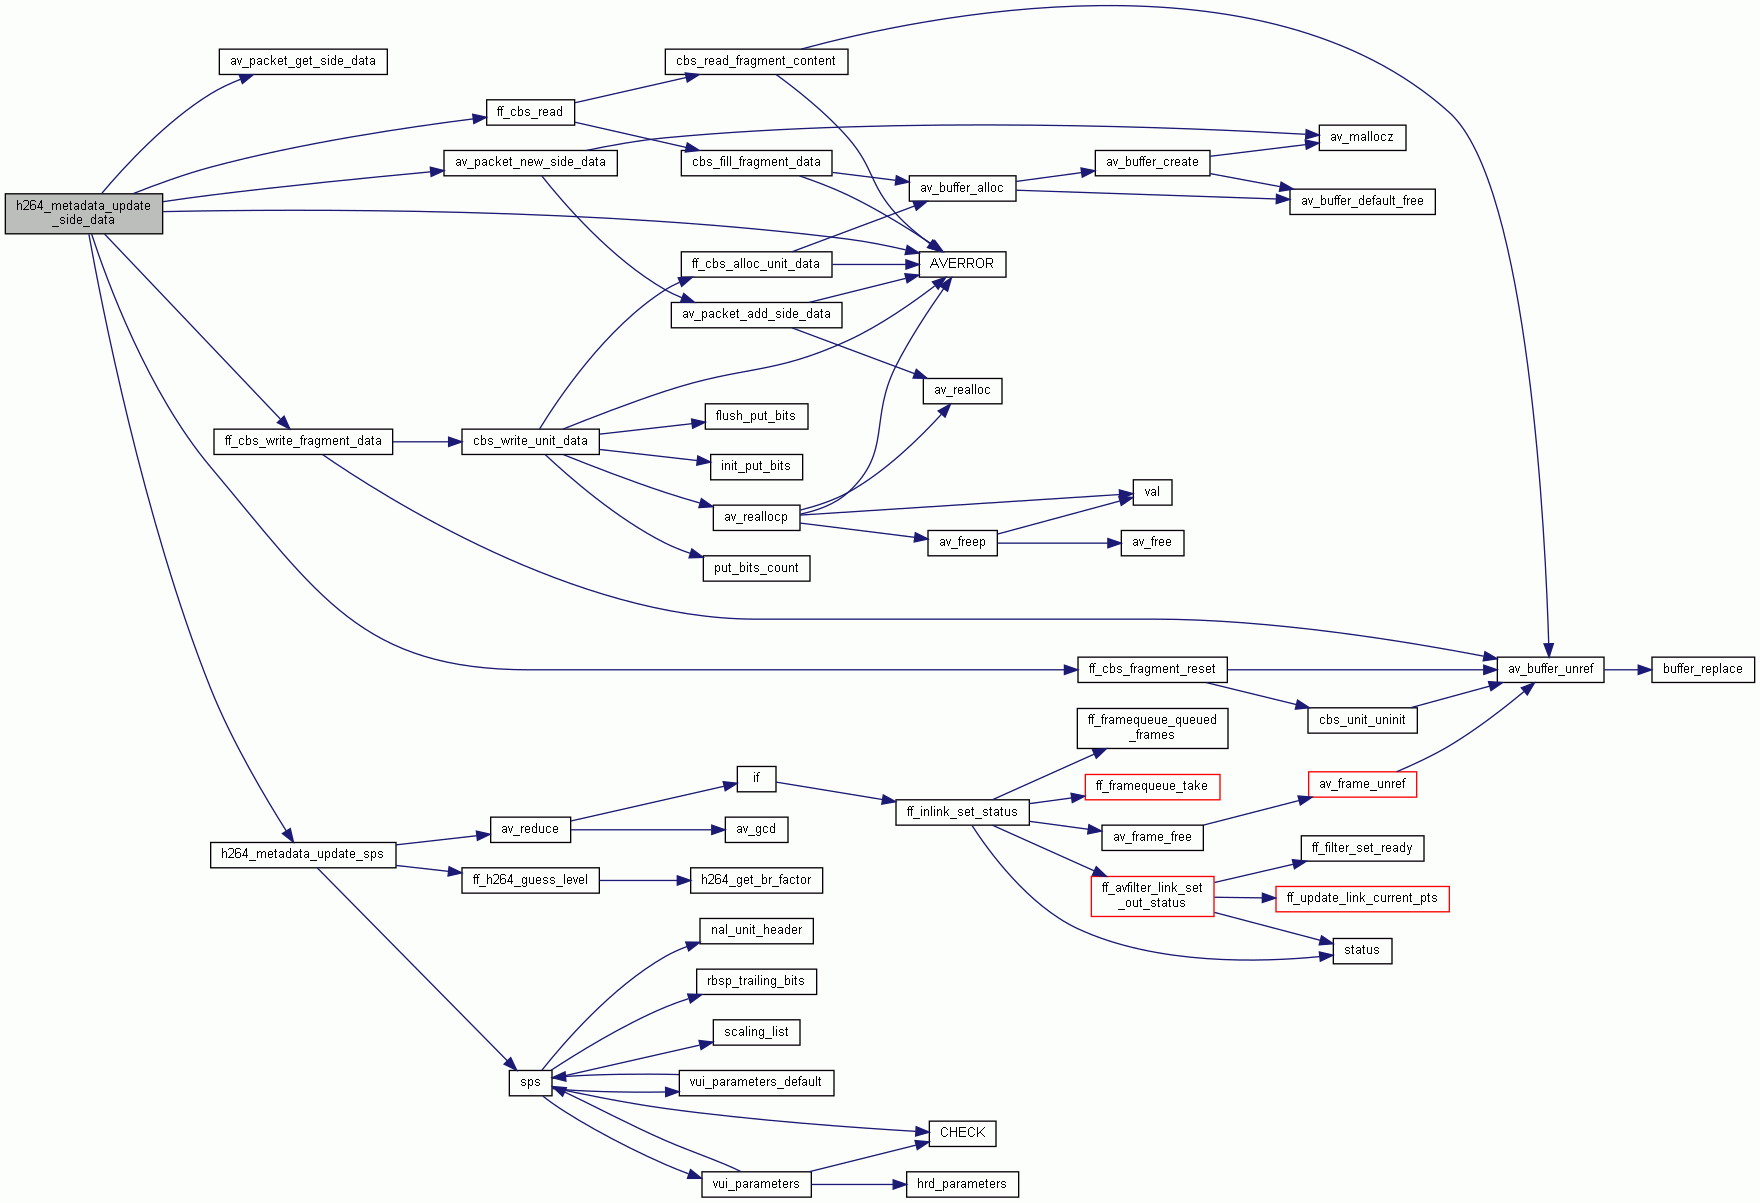 cbs_read_fragment_content
av_packet_get_side_data
ff_cbs_read
av_mallocz
av_packet_new_side_data
cbs_fill_fragment_data
av_buffer_create
av_buffer_alloc
av_buffer_default_free
h264_metadata_update
_side_data
ff_cbs_alloc_unit_data
AVERROR
av_packet_add_side_data
av_realloc
flush_put_bits
ff_cbs_write_fragment_data
cbs_write_unit_data
init_put_bits
val
av_reallocp
av_freep
av_free
put_bits_count
ff_cbs_fragment_reset
av_buffer_unref
buffer_replace
ff_framequeue_queued
_frames
cbs_unit_uninit
if
ff_framequeue_take
av_frame_unref
ff_inlink_set_status
av_reduce
av_gcd
av_frame_free
h264_metadata_update_sps
ff_filter_set_ready
ff_h264_guess_level
h264_get_br_factor
ff_avfilter_link_set
_out_status
ff_update_link_current_pts
nal_unit_header
status
rbsp_trailing_bits
scaling_list
sps
vui_parameters_default
CHECK
vui_parameters
hrd_parameters